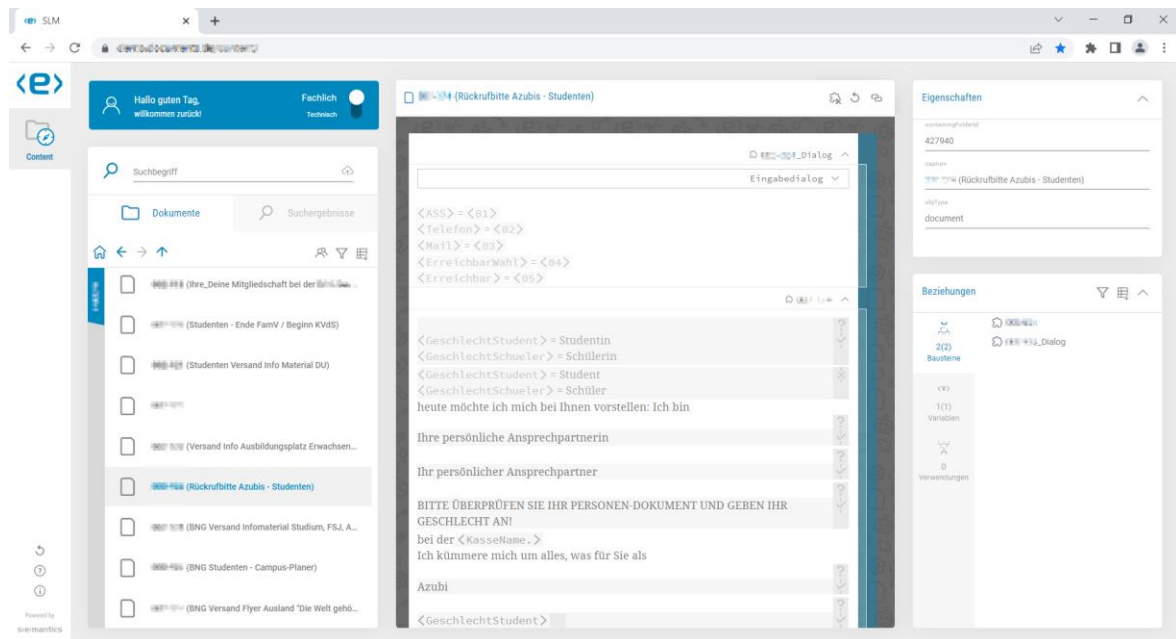 SLM
Content
Hallo guten Tag,
willkommen zurück!
Fachlich
Technisch
Suchbegriff
Dokumente
Suchergebnisse
(Ihre_Deine Mitgliedschaft bei der
(Studenten - Ende FamV / Beginn KVdS)
(Studenten Versand Info Material DU)
(Versand Info Ausbildungsplatz Erwachsen...
(Rückrufbitte Azubis - Studenten)
(BNG Versand Infomaterial Studium, FSJ, A...
(BNG Studenten - Campus-Planer)
(BNG Versand Flyer Ausland "Die Welt gehö...
Powered by
s·e·mantics
(Rückrufbitte Azubis - Studenten)
_Dialog
Eingabedialog
<ASS> = <01>
<Telefon> = <02>
<Mail> = <03>
<ErreichbarWahl> = <04>
<Erreichbar> = <05>
<GeschlechtStudent> = Studentin
<GeschlechtSchueler> = Schülerin
<GeschlechtStudent> = Student
<GeschlechtSchueler> = Schüler
heute möchte ich mich bei Ihnen vorstellen: Ich bin
Ihre persönliche Ansprechpartnerin
Ihr persönlicher Ansprechpartner
BITTE ÜBERPRÜFEN SIE IHR PERSONEN-DOKUMENT UND GEBEN IHR
GESCHLECHT AN!
bei der <KasseName.>
Ich kümmere mich um alles, was für Sie als
Azubi
<GeschlechtStudent>
Eigenschaften
containingFolderId
427940
caption
(Rückrufbitte Azubis - Studenten)
objType
document
Beziehungen
2(2)
Bausteine
_Dialog
1(1)
Variablen
0
Verwendungen